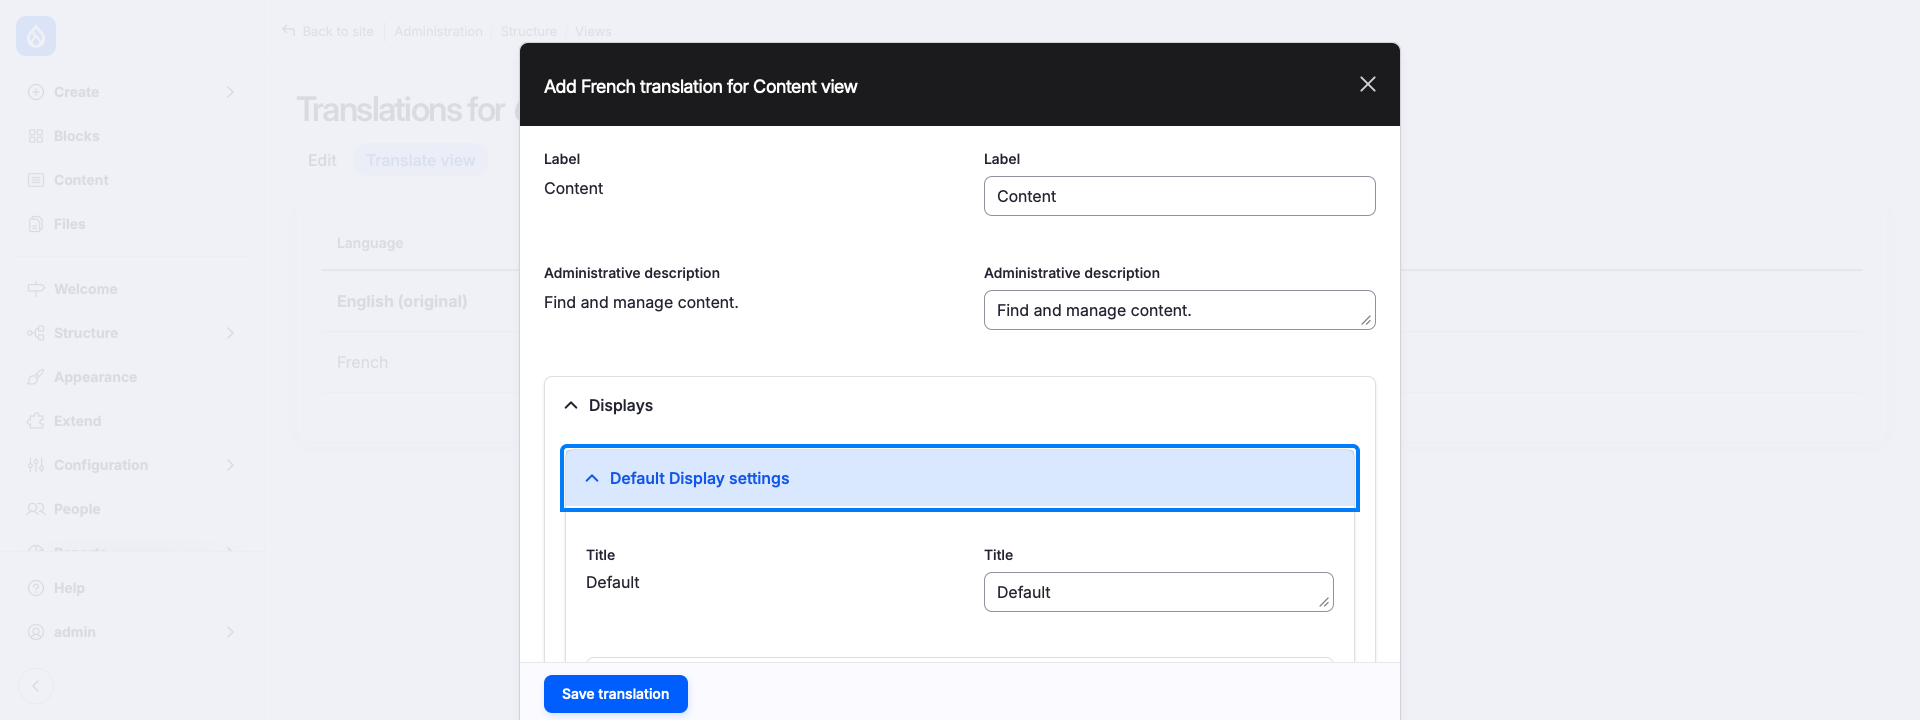 Back to site
Administration
Structure
Views
Create
Blocks
Content
Files
Welcome
Structure
Appearance
Extend
Configuration
People
Reports
Help
admin
Translations for
Edit
Translate view
Language
English (original)
French
Add French translation for Content view
Label
Content
Label
Content
Administrative description
Find and manage content.
Administrative description
Find and manage content.
Displays
Default Display settings
Title
Default
Title
Default
Save translation